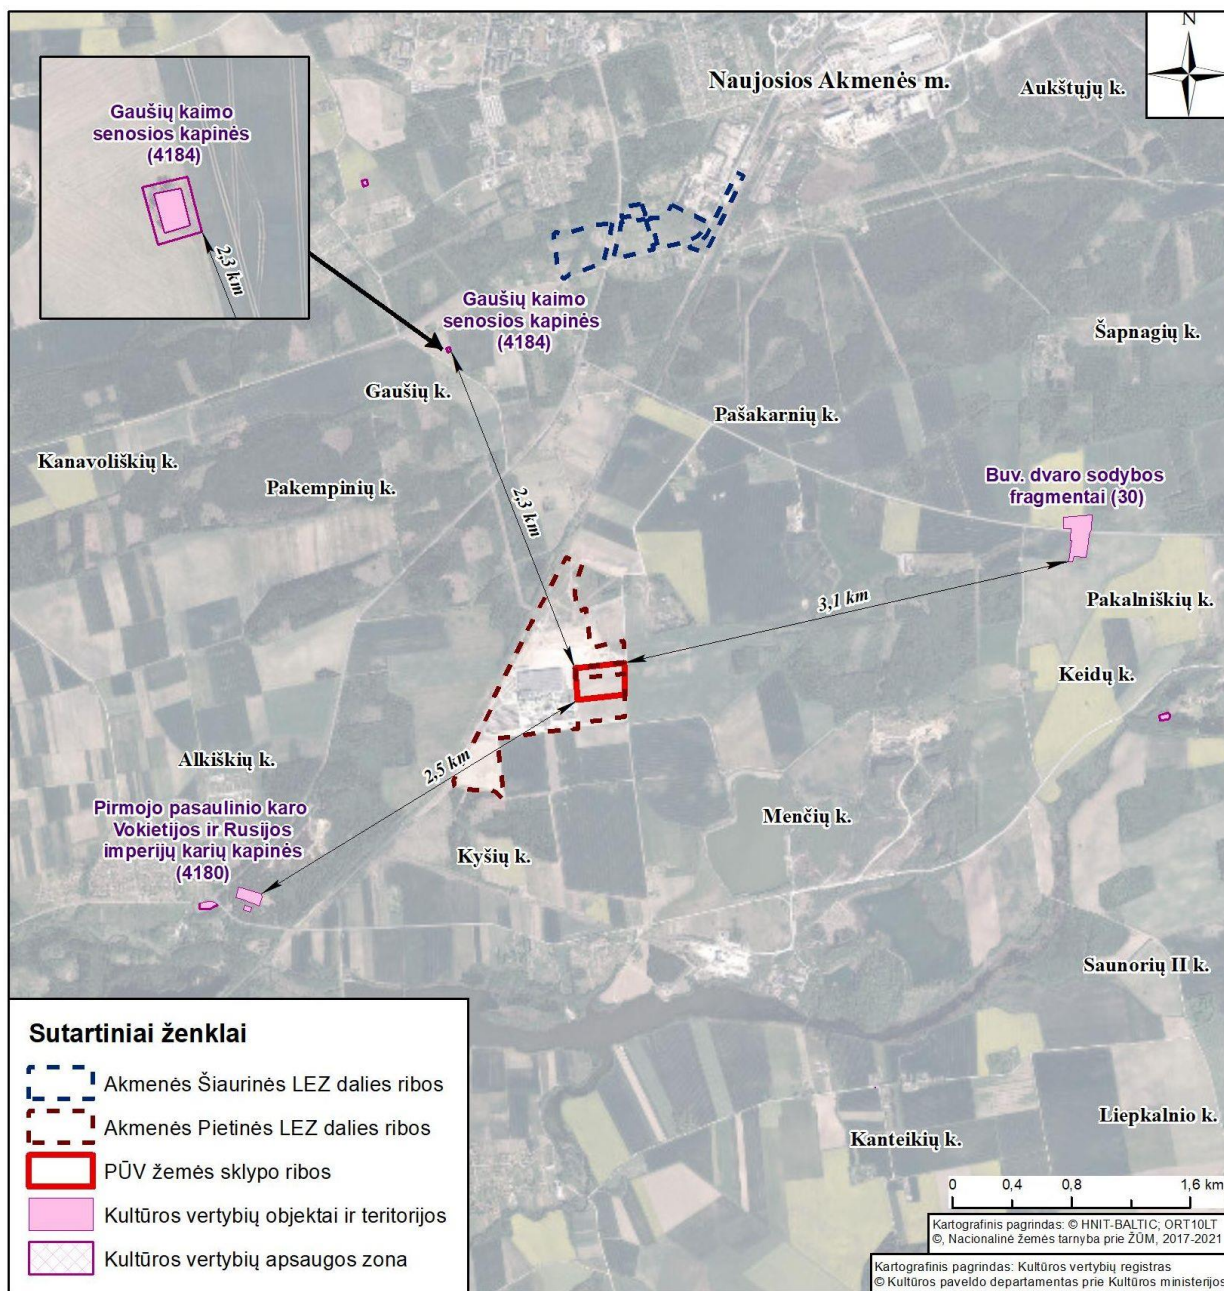 N
Naujosios Akmenės m.
Aukštųjų k.
Gaušių kaimo
senosios kapinės
(4184)
2,3 km
Gaušių kaimo
senosios kapinės
(4184)
Šapnagių k.
Gaušių k.
Pašakarnių k.
Kanavoliškių k.
Pakempinių k.
Buv. dvaro sodybos
fragmentai (30)
2,3 km
3,1 km
Pakalniškių k.
Keidų k.
Alkiškių k.
2,5 km
Pirmojo pasaulinio karo
Vokietijos ir Rusijos
imperijų karių kapinės
(4180)
Menčių k.
Kyšių k.
Saunorių II k.
Liepkalnio k.
Kanteikių k.
Sutartiniai ženklai
Akmenės Šiaurinės LEZ dalies ribos
Akmenės Pietinės LEZ dalies ribos
PŪV žemės sklypo ribos
Kultūros vertybių objektai ir teritorijos
Kultūros vertybių apsaugos zona
0 0,4 0,8 1,6 km
Kartografinis pagrindas: © HNIT-BALTIC; ORT10LT
©, Nacionalinė žemės tarnyba prie ŽŪM, 2017-2021
Kartografinis pagrindas: Kultūros vertybių registras
© Kultūros paveldo departamentas prie Kultūros ministerijos